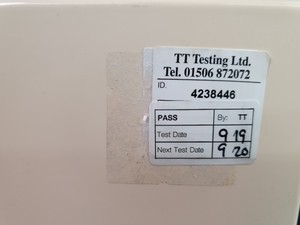 TT Testing Ltd.
Tel. 01506 872072
ID.
4238446
PASS By: TT
Test Date 9 19
Next Test Date 9 20